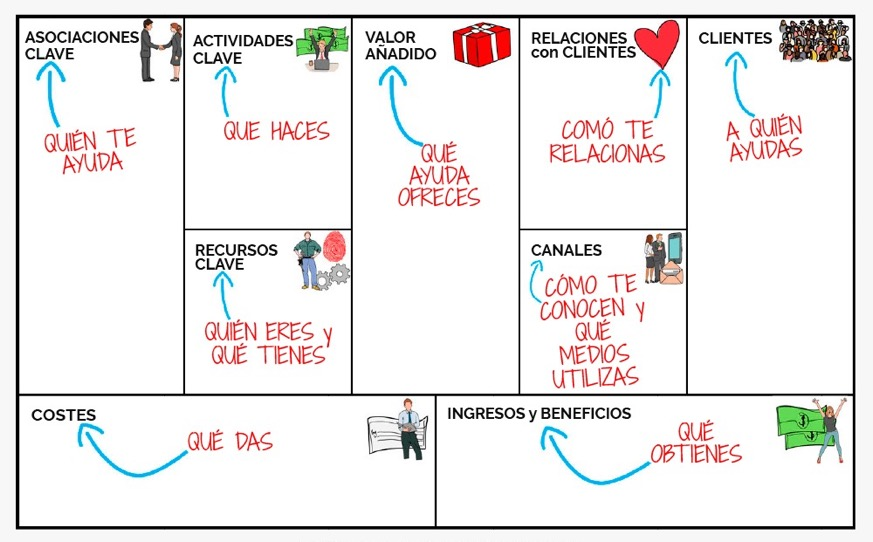 ASOCIACIONES
CLAVE
QUIÉN TE
AYUDA
ACTIVIDADES
CLAVE
QUE HACES
RECURSOS
CLAVE
QUIÉN ERES y
QUÉ TIENES
VALOR
AÑADIDO
QUÉ
AYUDA
OFRECES
RELACIONES
con CLIENTES
COMÓ TE
RELACIONAS
CANALES
CÓMO TE
CONOCEN y
QUÉ
MEDIOS
UTILIZAS
CLIENTES
A QUIÉN
AYUDAS
COSTES
QUÉ DAS
INGRESOS y BENEFICIOS
QUÉ
OBTIENES